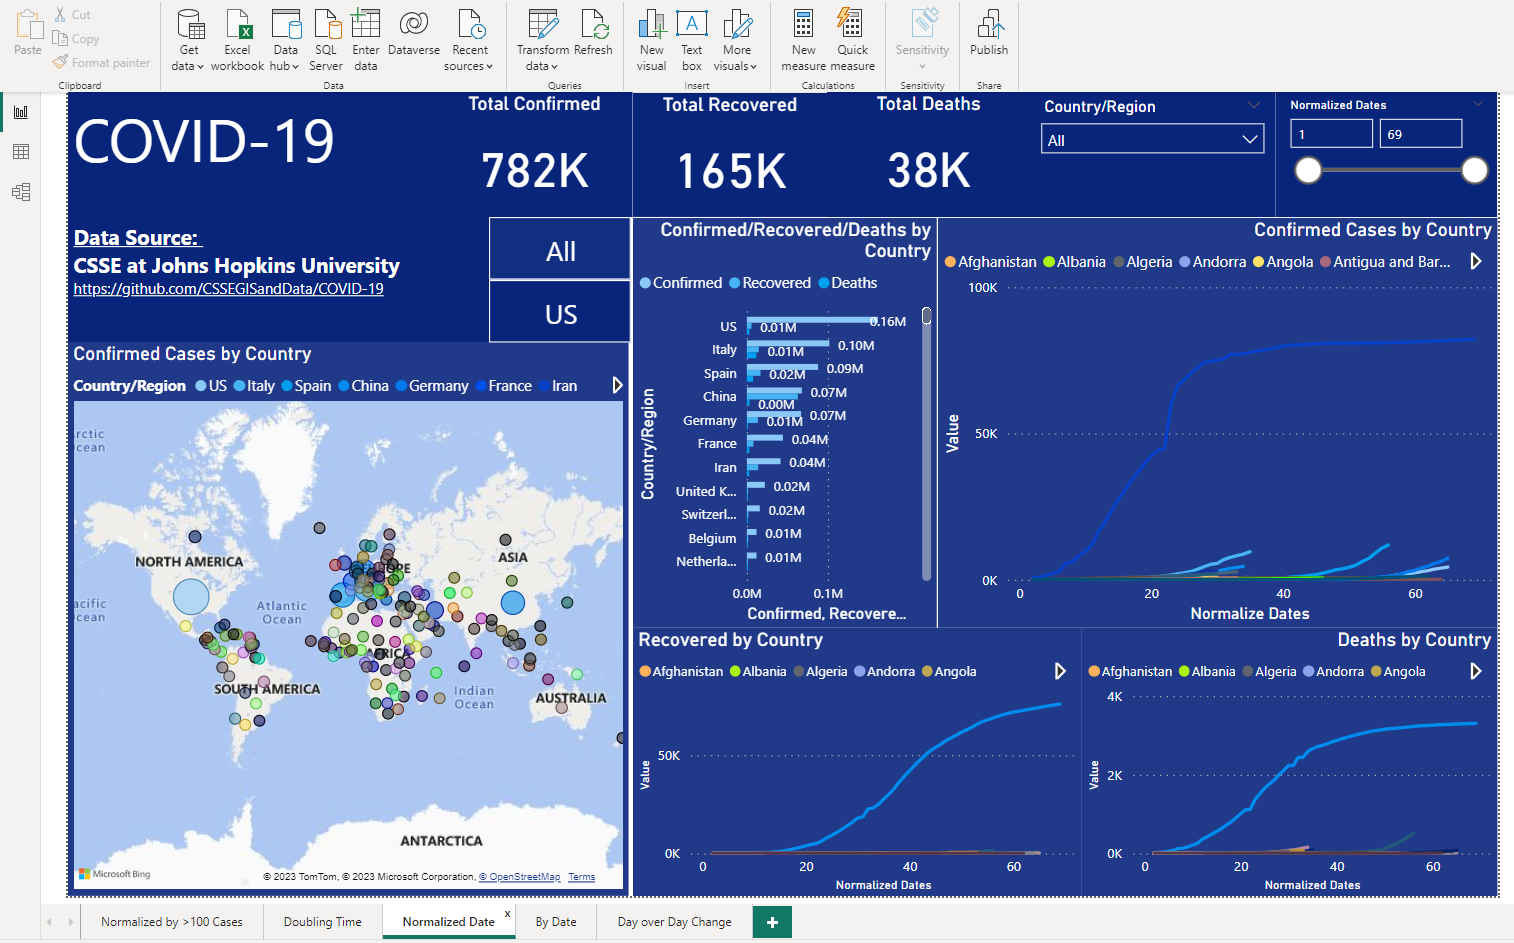 Paste
Cut
Copy
Format painter
Clipboard
Get data
Excel workbook
Data hub
SQL Server
Enter data
Dataverse
Recent sources
Data
Transform data
Refresh
Queries
New visual
Text box
More visuals
Insert
New measure
Quick measure
Calculations
Sensitivity
Sensitivity
Publish
Share
COVID-19
Total Confirmed
782K
Total Recovered
165K
Total Deaths
38K
Country/Region
All
Normalized Dates
1
69
Data Source:
CSSE at Johns Hopkins University
https://github.com/CSSEGISandData/COVID-19
All
US
Confirmed Cases by Country
Country/Region US Italy Spain China Germany France Iran
NORTH AMERICA
ASIA
Atlantic
Ocean
SOUTH AMERICA
Indian
Ocean
AUSTRALIA
ANTARCTICA
Microsoft Bing
© 2023 TomTom, © 2023 Microsoft Corporation, © OpenStreetMap Terms
Confirmed/Recovered/Deaths by
Country
Confirmed Recovered Deaths
Country/Region
US 0.16M
0.01M
Italy 0.10M
0.01M
Spain 0.09M
0.02M
China 0.07M
0.00M
Germany 0.07M
0.01M
France 0.04M
Iran 0.04M
United K... 0.02M
Switzerl... 0.02M
Belgium 0.01M
Netherla... 0.01M
0.0M 0.1M
Confirmed, Recovere...
Confirmed Cases by Country
Afghanistan Albania Algeria Andorra Angola Antigua and Bar...
100K
50K
0K
Value
0 20 40 60
Normalize Dates
Recovered by Country
Afghanistan Albania Algeria Andorra Angola
50K
0K
Value
0 20 40 60
Normalized Dates
Deaths by Country
Afghanistan Albania Algeria Andorra Angola
4K
2K
0K
Value
0 20 40 60
Normalized Dates
Normalized by >100 Cases
Doubling Time
Normalized Date x
By Date
Day over Day Change
+